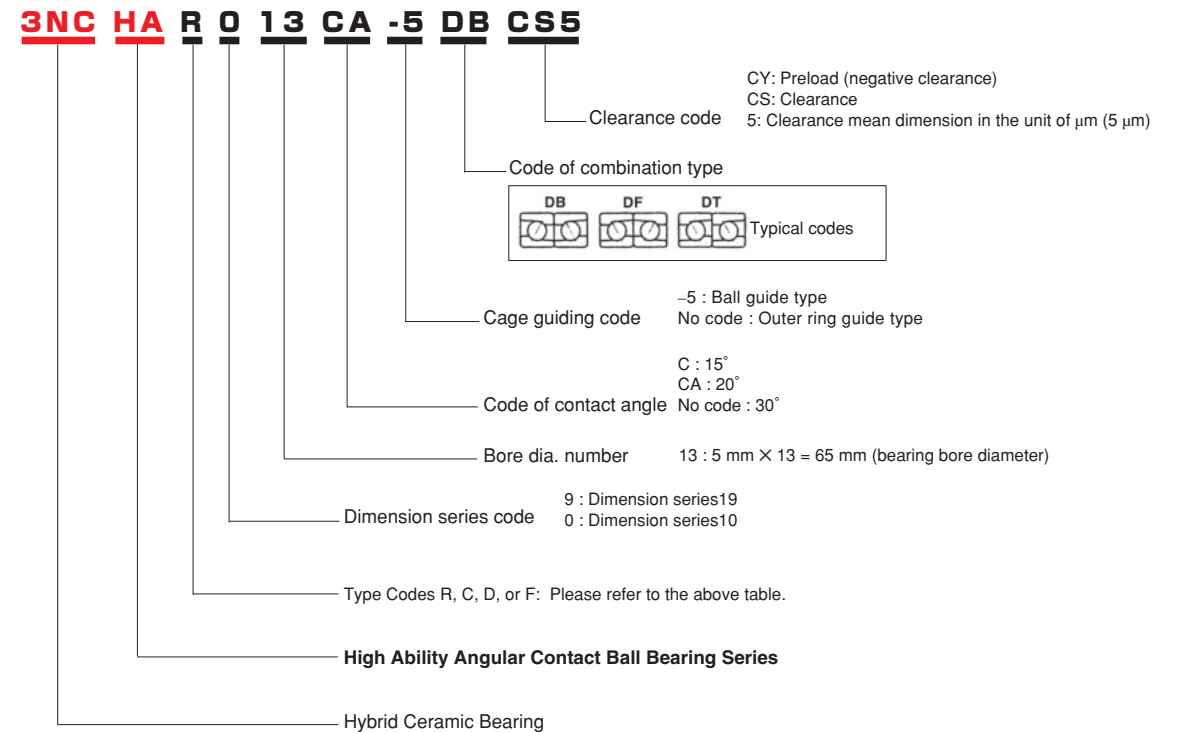 3NC HA R 0 13 CA -5 DB CS5
CY: Preload (negative clearance)
CS: Clearance
Clearance code 5: Clearance mean dimension in the unit of μm (5 μm)
Code of combination type
DB DF DT
Typical codes
–5 : Ball guide type
Cage guiding code No code : Outer ring guide type
C : 15˚
CA : 20˚
Code of contact angle No code : 30˚
Bore dia. number 13 : 5 mm × 13 = 65 mm (bearing bore diameter)
9 : Dimension series19
Dimension series code 0 : Dimension series10
Type Codes R, C, D, or F: Please refer to the above table.
High Ability Angular Contact Ball Bearing Series
Hybrid Ceramic Bearing